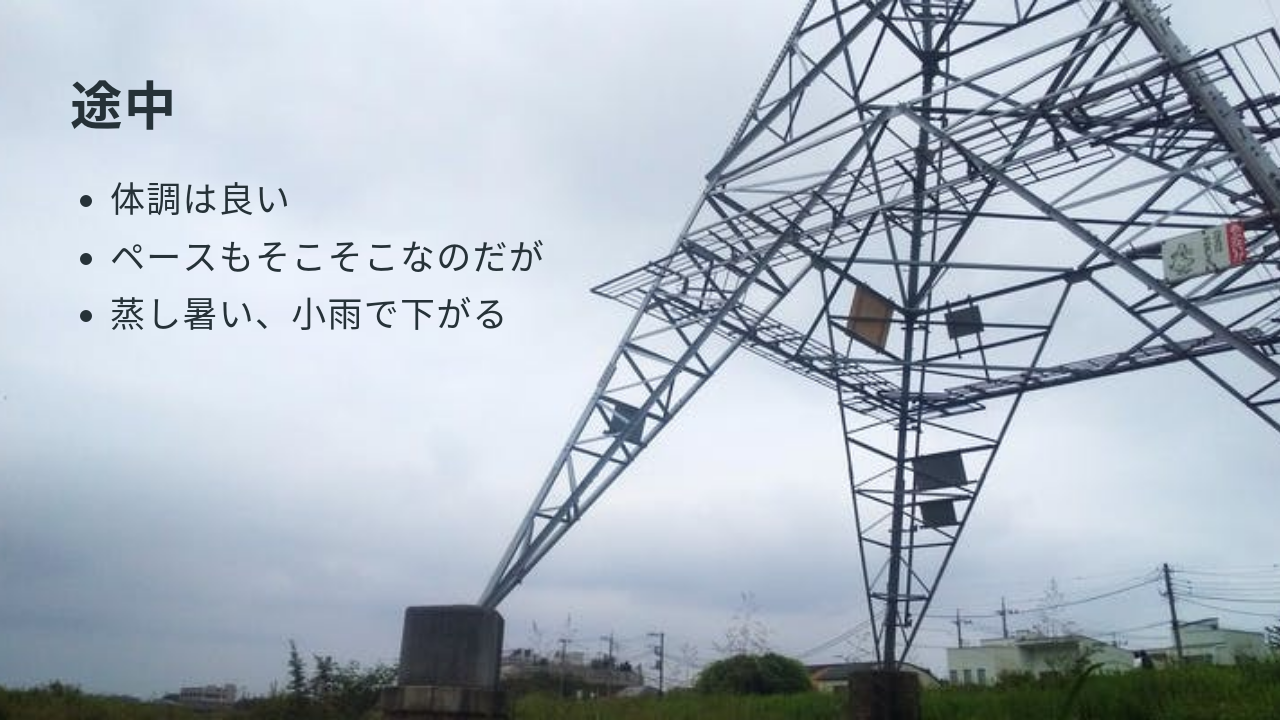 途中
体調は良い
ペースもそこそこなのだが
蒸し暑い、小雨で下がる